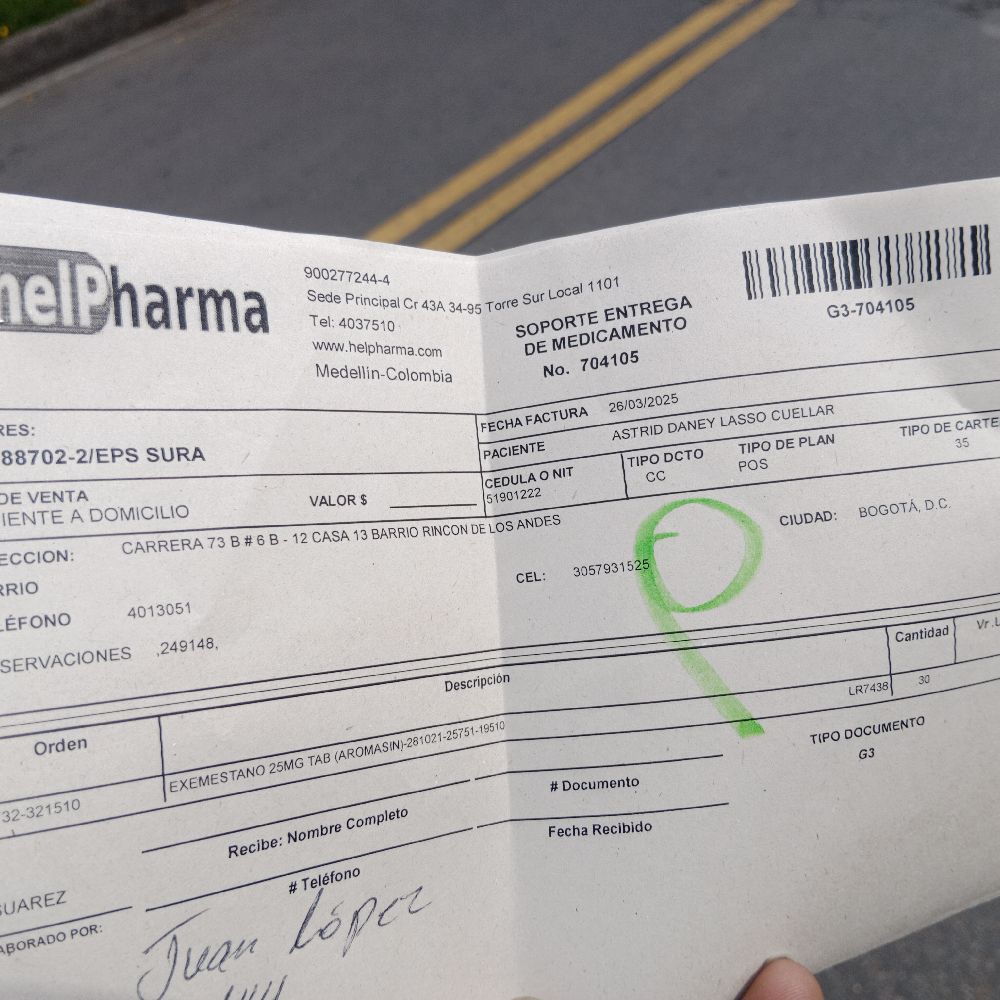 helPharma
900277244-4
Sede Principal Cr 43A 34-95 Torre Sur Local 1101
Tel: 4037510
www.helpharma.com
Medellin-Colombia
SOPORTE ENTREGA
DE MEDICAMENTO
No. 704105
G3-704105
RES:
88702-2/EPS SURA
FECHA FACTURA 26/03/2025
PACIENTE ASTRID DANEY LASSO CUELLAR
DE VENTA
IENTE A DOMICILIO
VALOR $
CEDULA O NIT
51901222
TIPO DCTO
CC
TIPO DE PLAN
POS
TIPO DE CARTE
35
ECCION: CARRERA 73 B # 6 B - 12 CASA 13 BARRIO RINCON DE LOS ANDES
CIUDAD: BOGOTÁ, D.C.
RRIO
CEL: 3057931525
LÉFONO 4013051
SERVACIONES ,249148,
Orden
Descripción
Cantidad
Vr.U
32-321510
EXEMESTANO 25MG TAB (AROMASIN)-281021-25751-19510
LR7438
30
Recibe: Nombre Completo
# Documento
TIPO DOCUMENTO
G3
# Teléfono
Fecha Recibido
SUAREZ
ABORADO POR:
Juan López